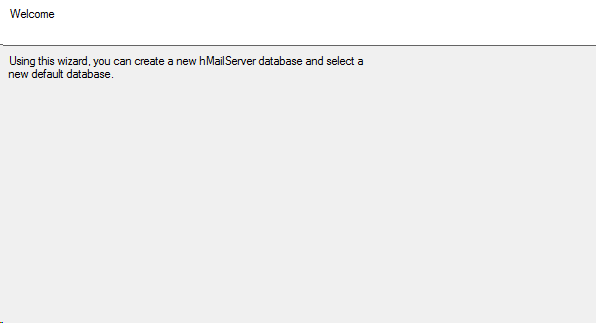 Welcome
Using this wizard, you can create a new hMailServer database and select a
new default database.